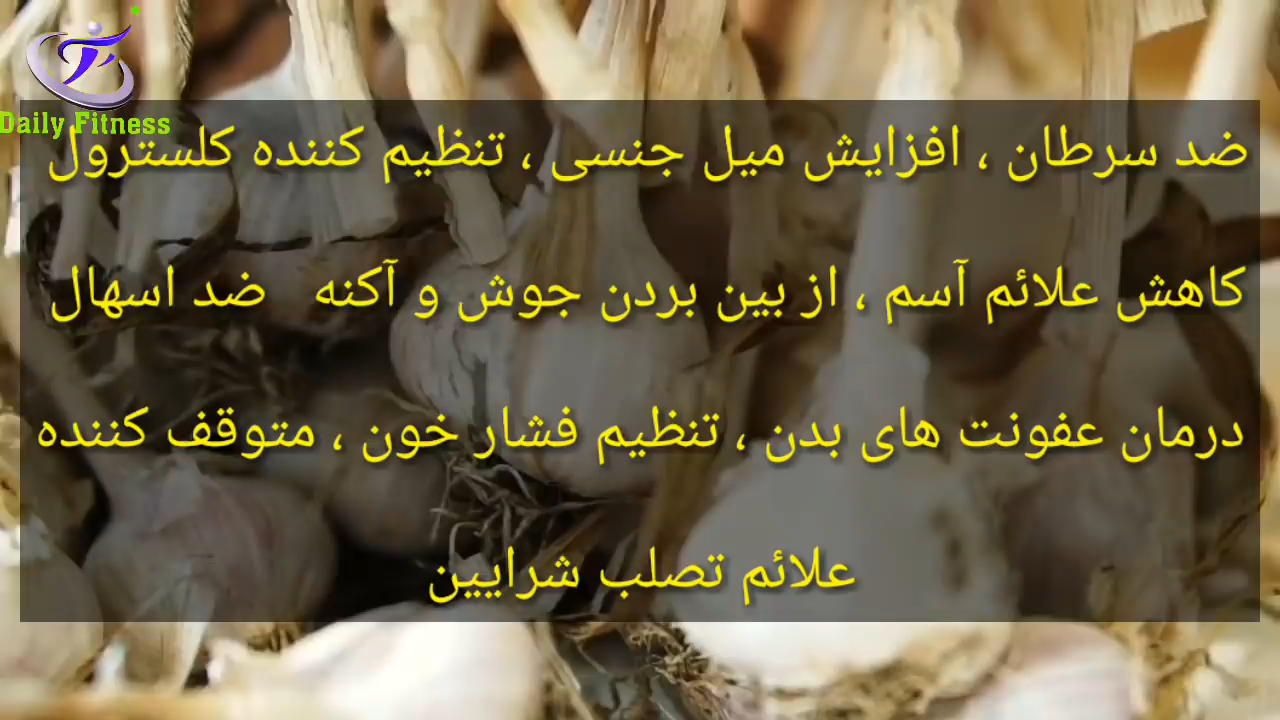 Daily Fitness
ضد سرطان ، افزایش میل جنسی ، تنظیم کننده کلسترول
کاهش علائم آسم ، از بین بردن جوش و آکنه   ضد اسهال
درمان عفونت های بدن ، تنظیم فشار خون ، متوقف کننده
علائم تصلب شرایین